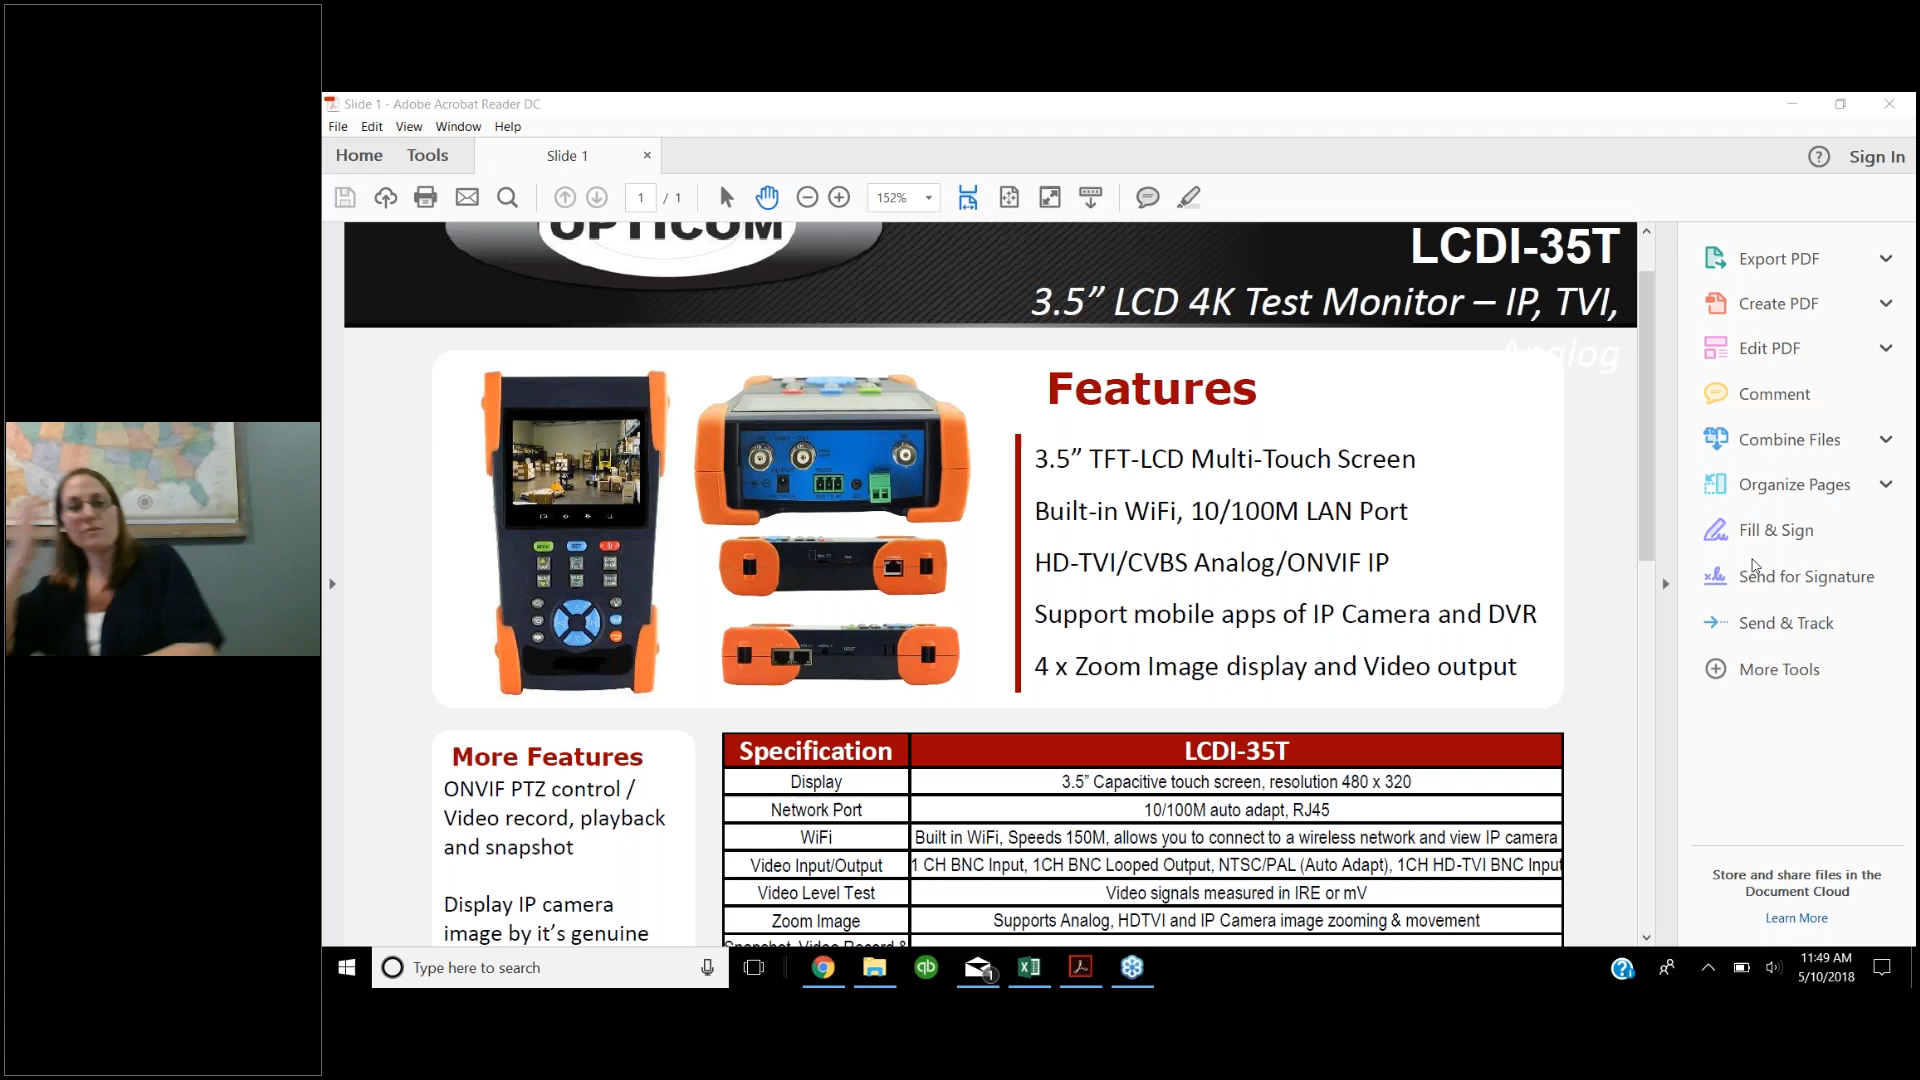 Slide 1 - Adobe Acrobat Reader DC
File Edit View Window Help
Home Tools Slide 1
Sign In
1 / 1 152%
OPTICOM
LCDI-35T
3.5” LCD 4K Test Monitor – IP, TVI,
Analog
Features
3.5” TFT-LCD Multi-Touch Screen
Built-in WiFi, 10/100M LAN Port
HD-TVI/CVBS Analog/ONVIF IP
Support mobile apps of IP Camera and DVR
4 x Zoom Image display and Video output
More Features
ONVIF PTZ control /
Video record, playback
and snapshot
Display IP camera
image by it’s genuine
Specification LCDI-35T
Display 3.5” Capacitive touch screen, resolution 480 x 320
Network Port 10/100M auto adapt, RJ45
WiFi Built in WiFi, Speeds 150M, allows you to connect to a wireless network and view IP camera
Video Input/Output 1 CH BNC Input, 1CH BNC Looped Output, NTSC/PAL (Auto Adapt), 1CH HD-TVI BNC Input
Video Level Test Video signals measured in IRE or mV
Zoom Image Supports Analog, HDTVI and IP Camera image zooming & movement
Snapshot, Video Record &
Export PDF
Create PDF
Edit PDF
Comment
Combine Files
Organize Pages
Fill & Sign
Send for Signature
Send & Track
More Tools
Store and share files in the
Document Cloud
Learn More
Type here to search
qb
1
11:49 AM
5/10/2018